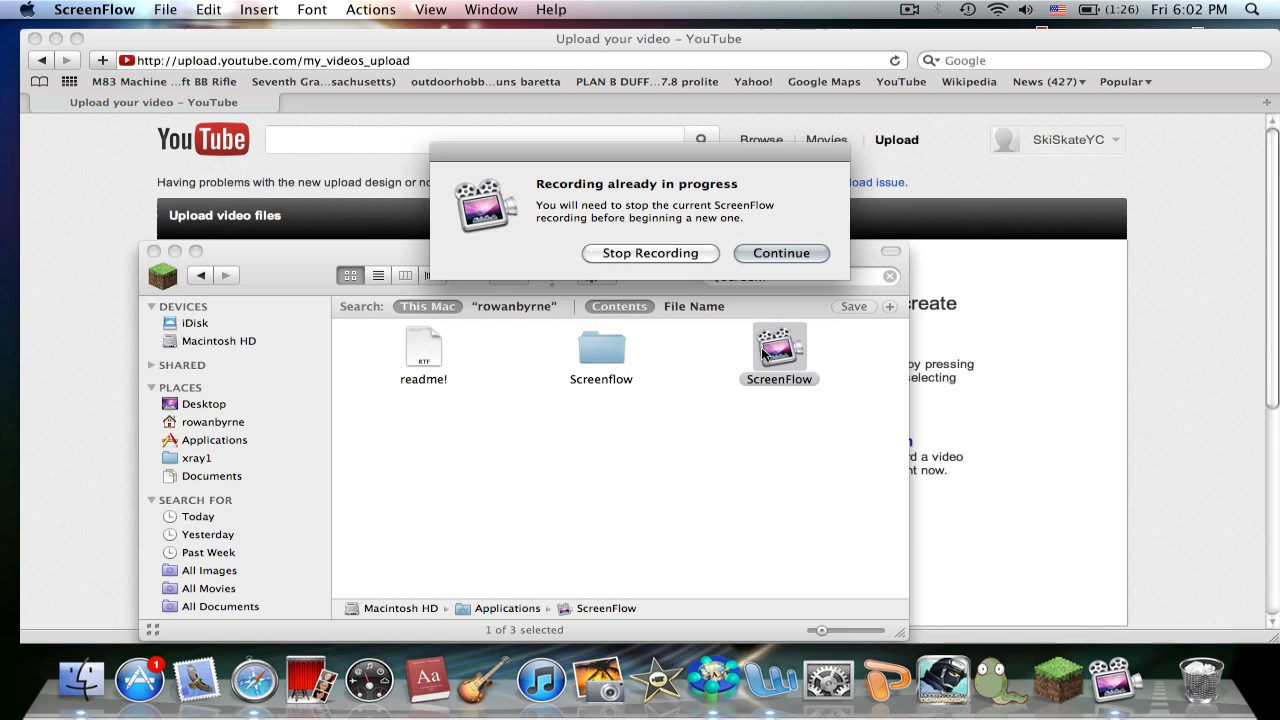 ScreenFlow File Edit Insert Font Actions View Window Help (1:26) Fri 6:02 PM
Upload your video – YouTube
http://upload.youtube.com/my_videos_upload Google
M83 Machine ...ft BB Rifle Seventh Gra...sachusetts) outdoorhobb...uns baretta PLAN B DUFF...7.8 prolite Yahoo! Google Maps YouTube Wikipedia News (427) Popular
Upload your video – YouTube
YouTube Browse Movies Upload SkiSkateYC
Having problems with the new upload design or no load issue.
Upload video files
Recording already in progress
You will need to stop the current ScreenFlow
recording before beginning a new one.
Stop Recording Continue
DEVICES
iDisk
Macintosh HD
SHARED
PLACES
Desktop
rowanbyrne
Applications
xray1
Documents
SEARCH FOR
Today
Yesterday
Past Week
All Images
All Movies
All Documents
Search: This Mac "rowanbyrne" Contents File Name Save
RTF
readme! Screenflow ScreenFlow
Macintosh HD Applications ScreenFlow
1 of 3 selected
create
by pressing
selecting
d a video
t now.
1
Aa